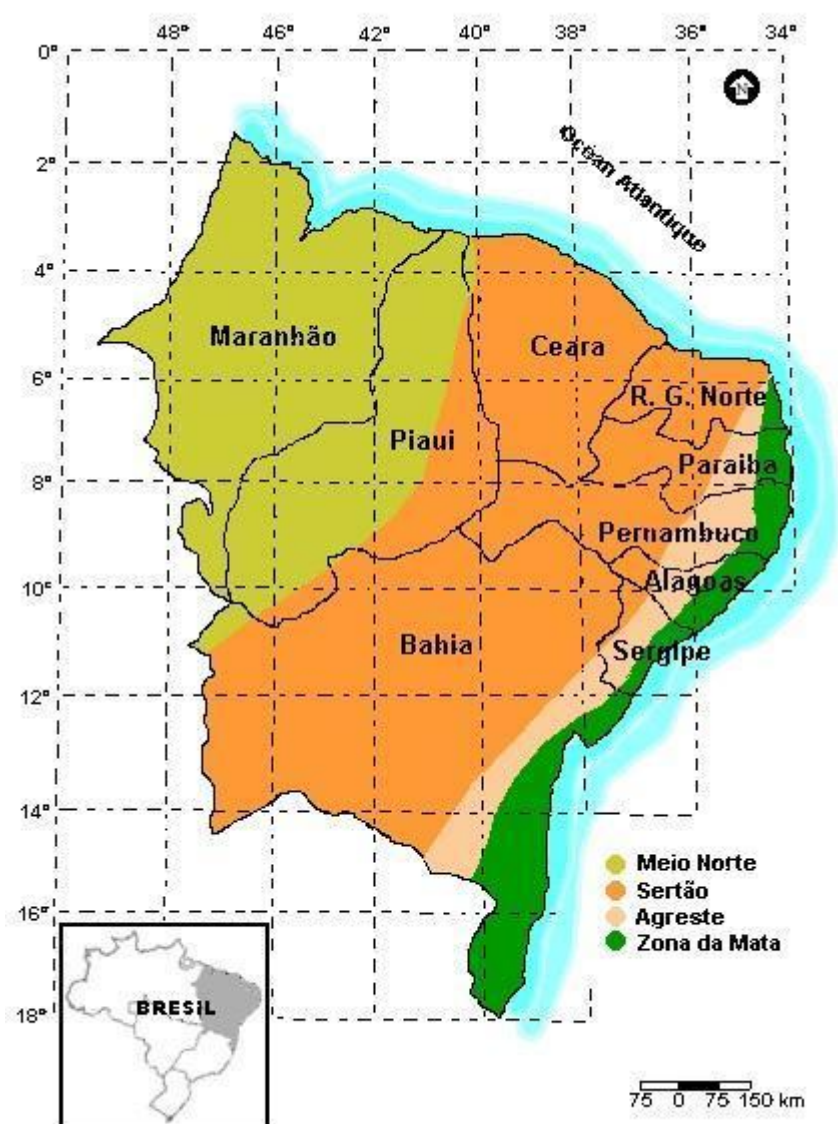 48° 46° 42° 40° 38° 36° 34°
0°
N
Océan Atlantique
2°
4°
Maranhão
Ceara
6°
R. G. Norte
Piaui
Paraiba
8°
Pernambuco
Alagoas
10°
Bahia
Sergipe
12°
14°
Meio Norte
Sertão
Agreste
16°
Zona da Mata
BRESiL
18°
75 0 75 150 km